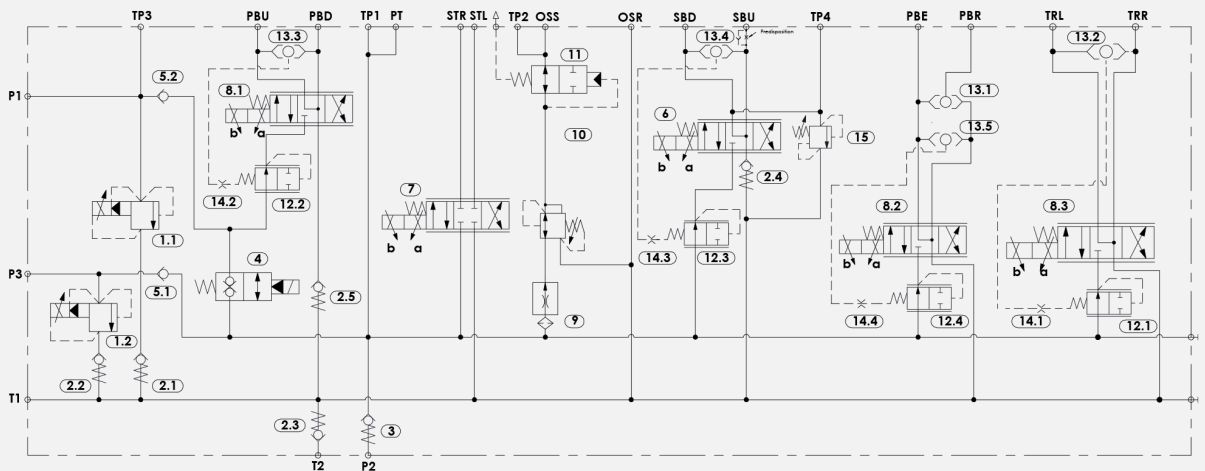 TP3 PBU PBD TP1 PT STR STL TP2 OSS OSR SBD SBU TP4 PBE PBR TRL TRR
13.3 13.4 Predisposition 13.2
5.2 11
P1 8.1 13.1
b a 10 6 15 13.5
b a
14.2 12.2 7 2.4
1.1 b a 14.3 12.3 8.2 8.3
4 b a b a
P3 5.1 2.5
1.2 9 14.4 12.4 14.1 12.1
2.2 2.1
T1
2.3 3
T2 P2